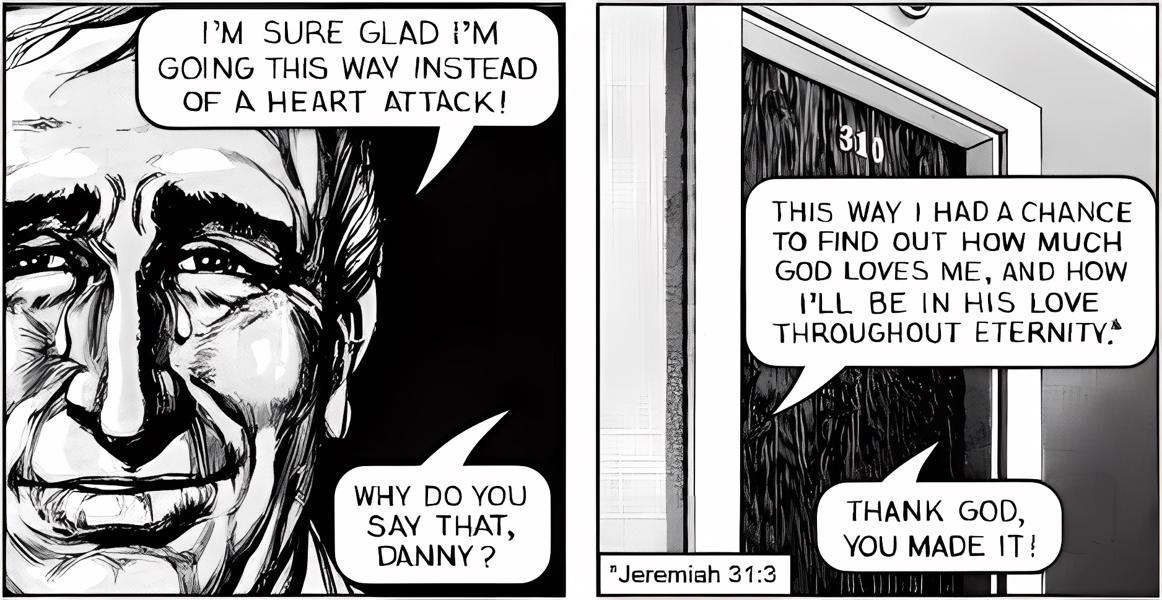 I'M SURE GLAD I'M
GOING THIS WAY INSTEAD
OF A HEART ATTACK!
WHY DO YOU
SAY THAT,
DANNY?
310
THIS WAY I HAD A CHANCE
TO FIND OUT HOW MUCH
GOD LOVES ME, AND HOW
I'LL BE IN HIS LOVE
THROUGHOUT ETERNITY.*
THANK GOD,
YOU MADE IT!
*Jeremiah 31:3